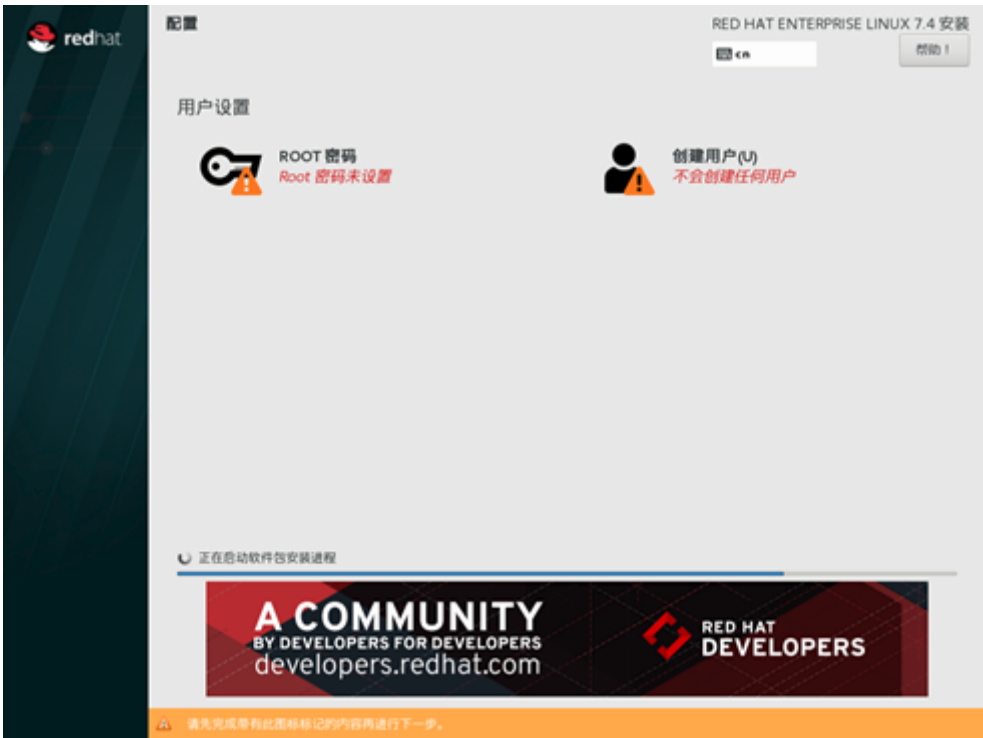 redhat
配置
RED HAT ENTERPRISE LINUX 7.4 安装
cn
帮助！
用户设置
ROOT 密码
Root 密码未设置
创建用户(U)
不会创建任何用户
正在启动软件包安装进程
A COMMUNITY
BY DEVELOPERS FOR DEVELOPERS
developers.redhat.com
RED HAT
DEVELOPERS
请先完成带有此图标标记的内容再进行下一步。